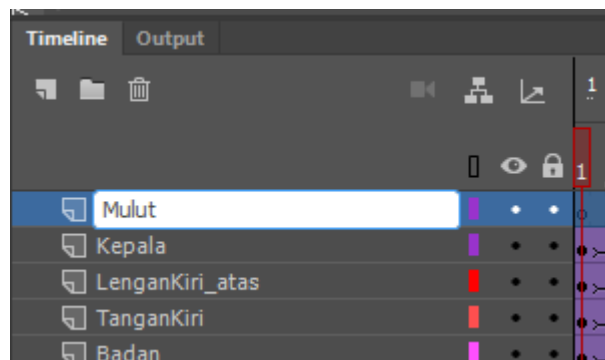 Timeline Output
1
1
Mulut
Kepala
LenganKiri_atas
TanganKiri
Badan